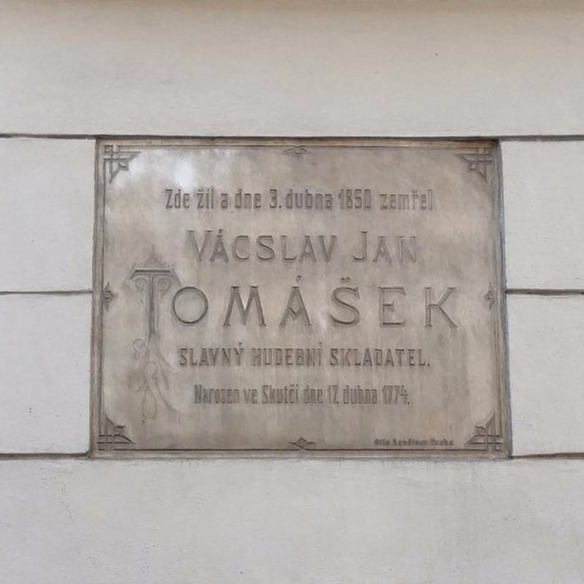 Zde žil a dne 3. dubna 1850 zemřel
VÁCSLAV JAN
TOMÁŠEK
SLAVNÝ HUDEBNÍ SKLADATEL.
Narozen ve Skutči dne 17. dubna 1774.
Praha